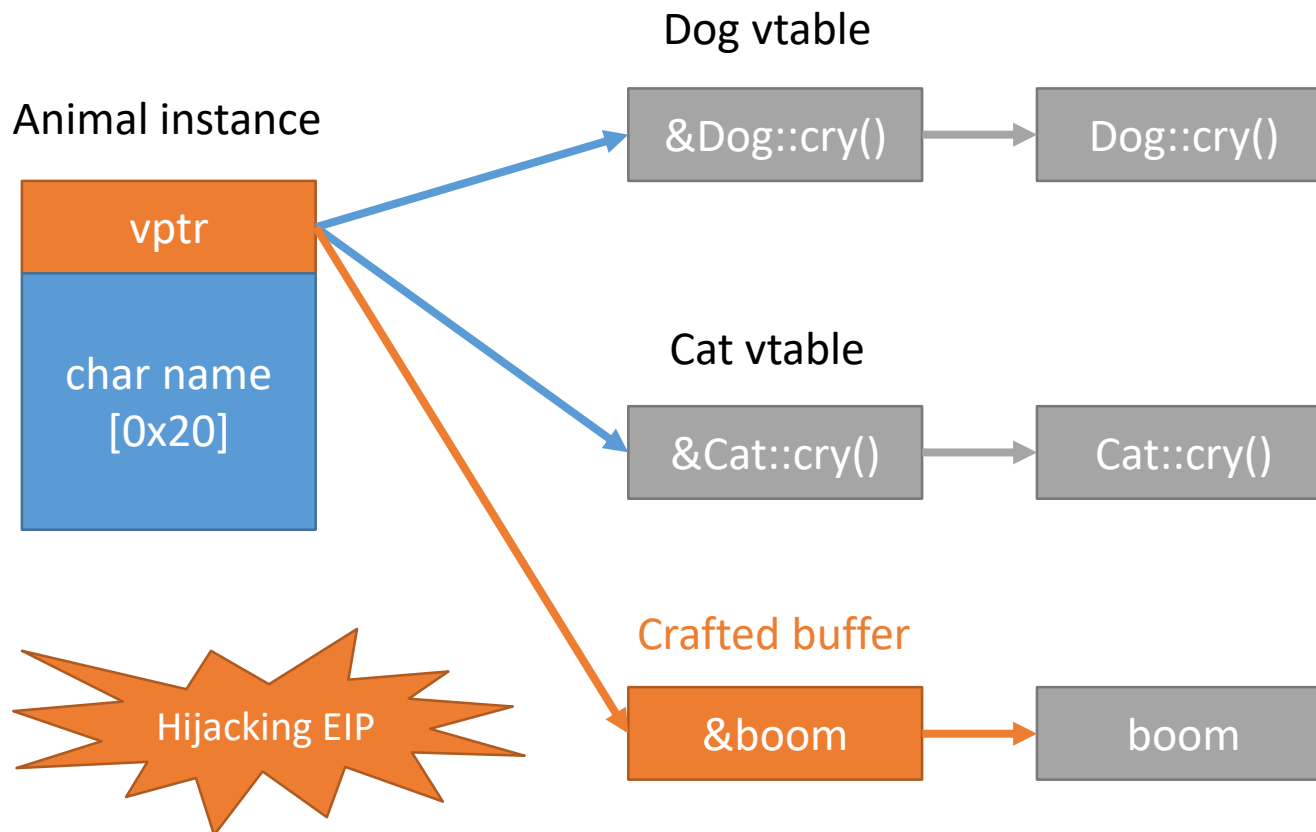 Dog vtable
Animal instance
&Dog::cry()
Dog::cry()
vptr
char name
[0x20]
Cat vtable
&Cat::cry()
Cat::cry()
Crafted buffer
Hijacking EIP
&boom
boom